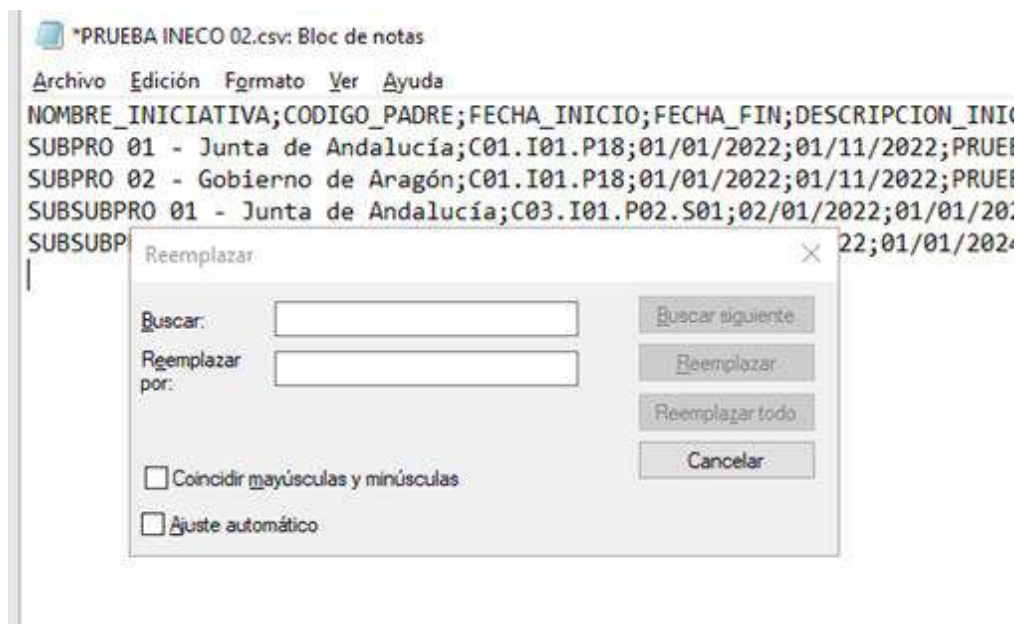 *PRUEBA INECO 02.csv: Bloc de notas
Archivo Edición Formato Ver Ayuda
NOMBRE_INICIATIVA;CODIGO_PADRE;FECHA_INICIO;FECHA_FIN;DESCRIPCION_INIC
SUBPRO 01 - Junta de Andalucía;C01.I01.P18;01/01/2022;01/11/2022;PRUEE
SUBPRO 02 - Gobierno de Aragón;C01.I01.P18;01/01/2022;01/11/2022;PRUEE
SUBSUBPRO 01 - Junta de Andalucía;C03.I01.P02.S01;02/01/2022;01/01/202
SUBSUBP 22;01/01/2024
Reemplazar
Buscar: Buscar siguiente
Reemplazar por: Reemplazar
Reemplazar todo
Cancelar
Coincidir mayúsculas y minúsculas
Ajuste automático